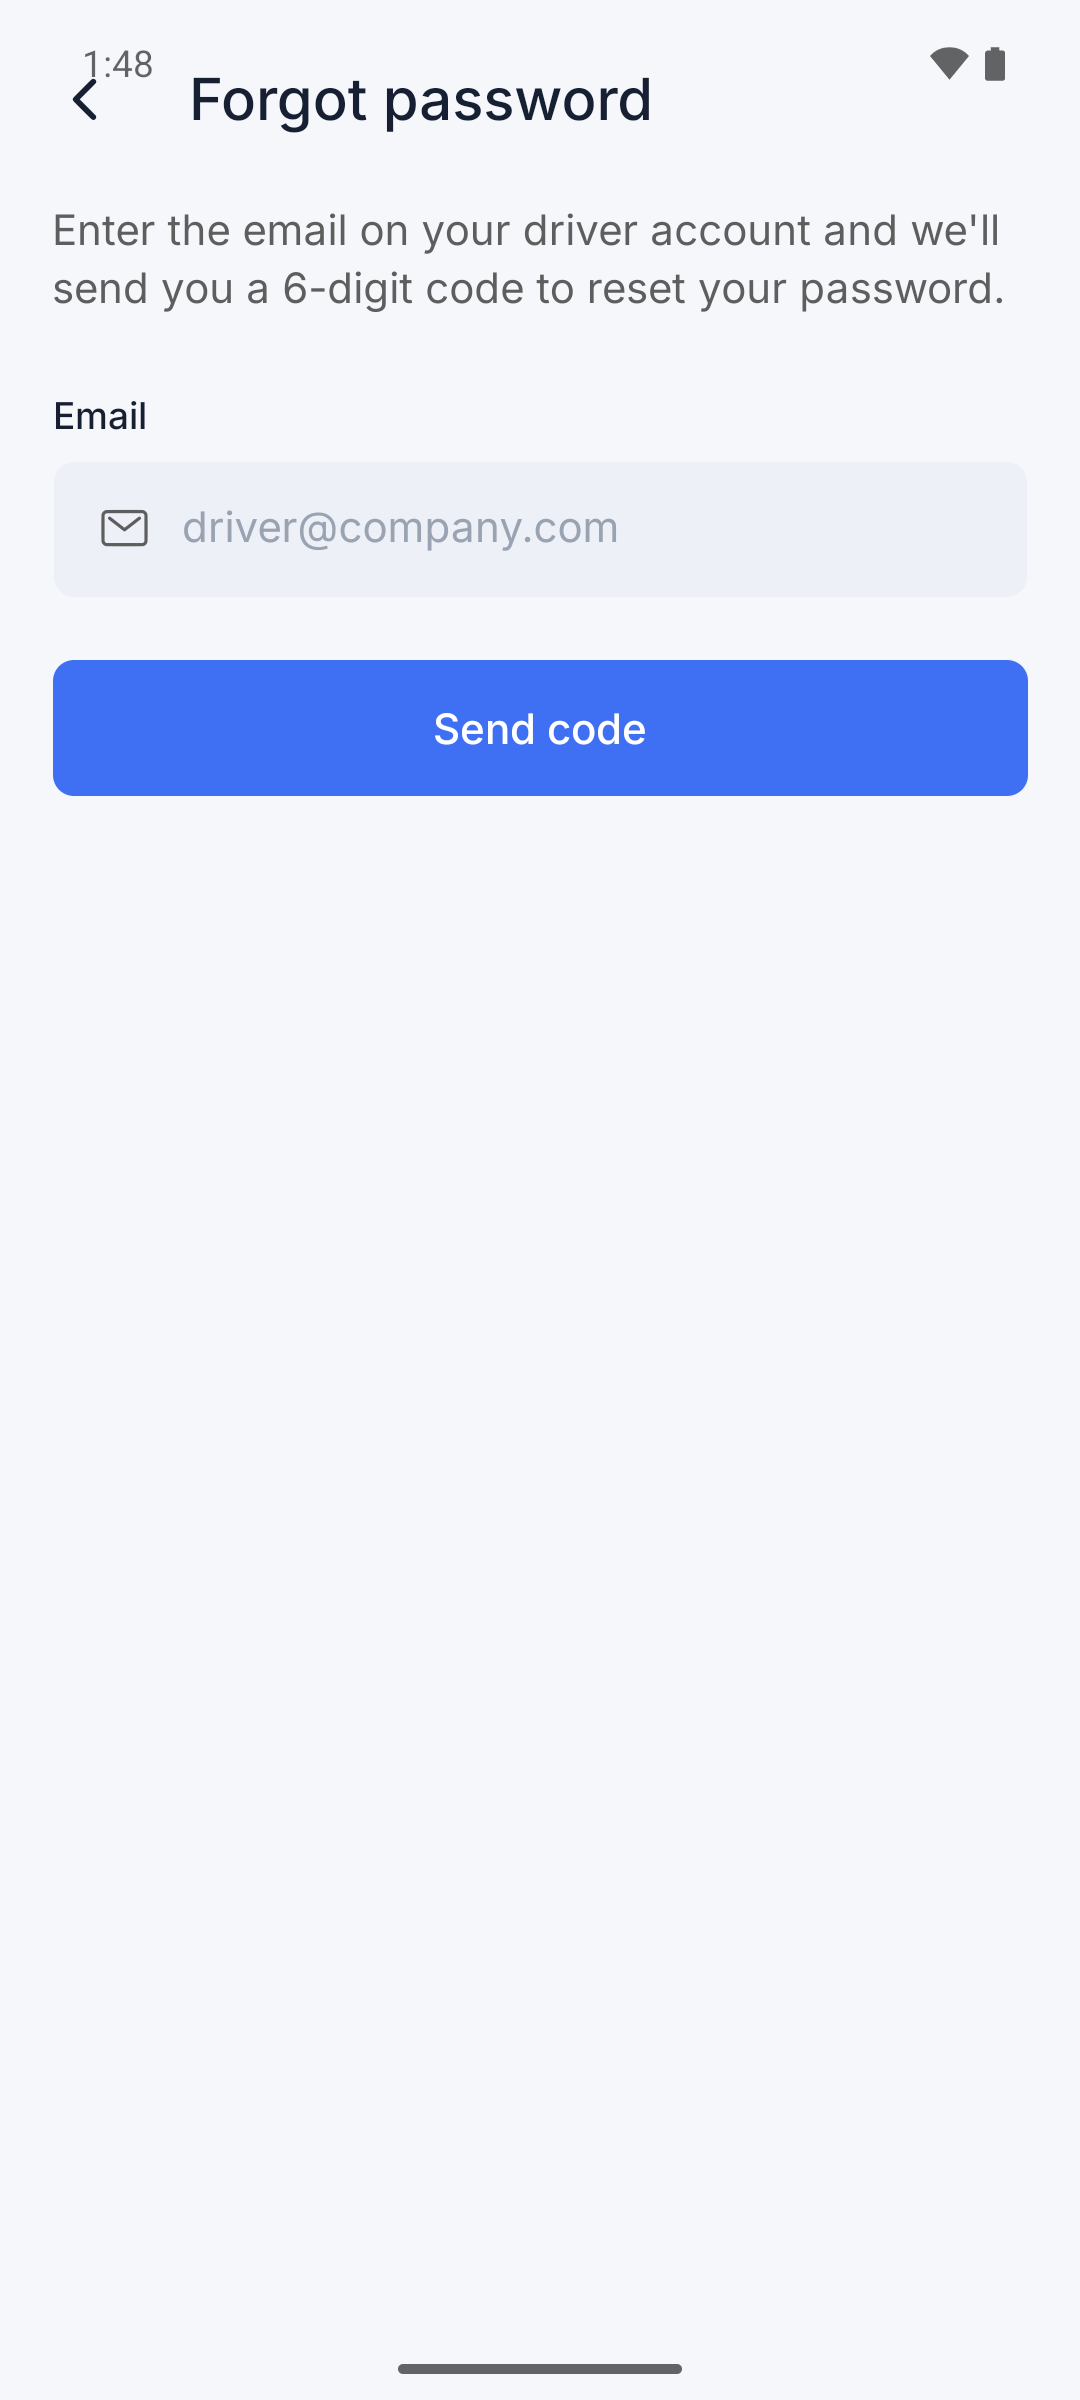 1:48
Forgot password
Enter the email on your driver account and we'll
send you a 6-digit code to reset your password.
Email
driver@company.com
Send code